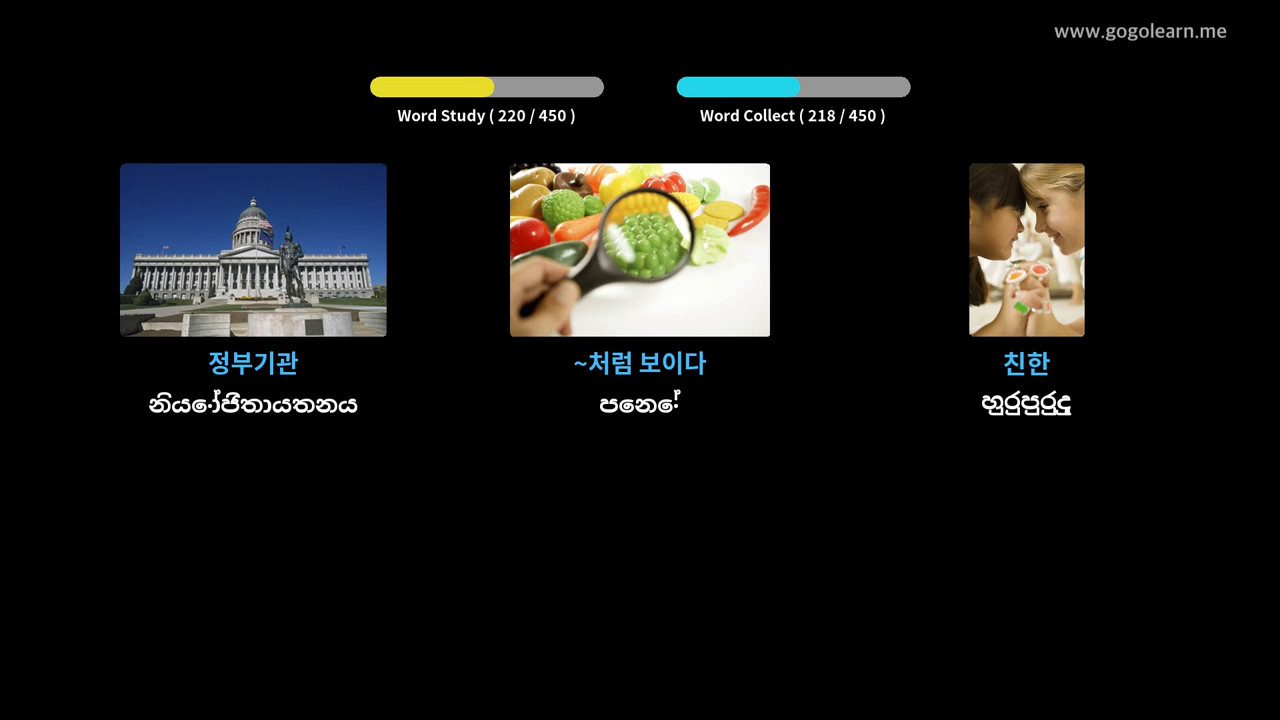 www.gogolearn.me
Word Study ( 220 / 450 )
Word Collect ( 218 / 450 )
정부기관
~처럼 보이다
친한
නියෝජිතායතනය
පෙනේ
හුරුපුරුදු